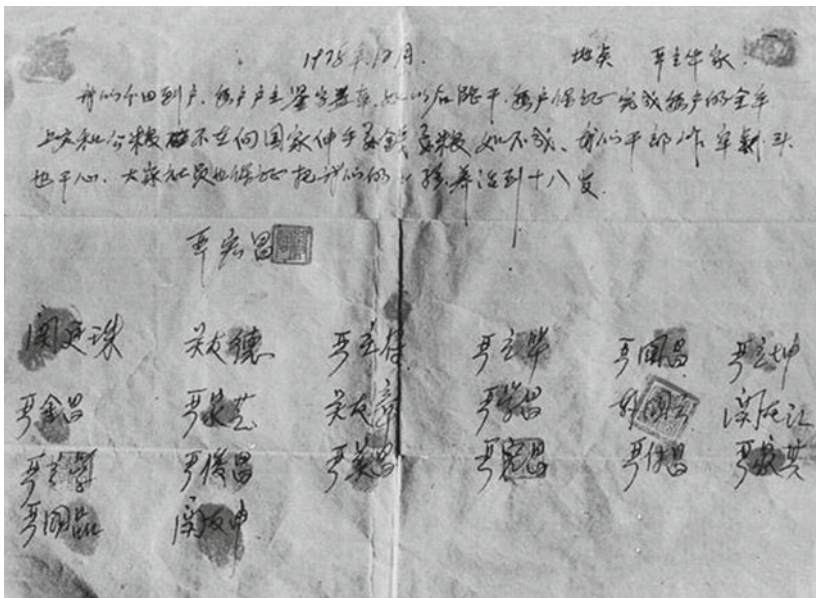 1978年12月. 地点 严立华家.
我们分田到户. 每户户主鉴字盖章. 如以后能干. 每户保证完成每户的全年
上交和公粮 不在向国家伸手要钱要粮 如不成、我们干部作牢刹头
也干心. 大家社员也保证把我们的小孩养活到十八岁.
严宏昌
关廷珠 关友德 严立符 严立华 严国昌 严立坤
严金昌 严家芝 关友章 严学昌 韩国云 关友江
严立学 严俊昌 严美昌 严宏昌 严付昌 严家其
严国品 关友申